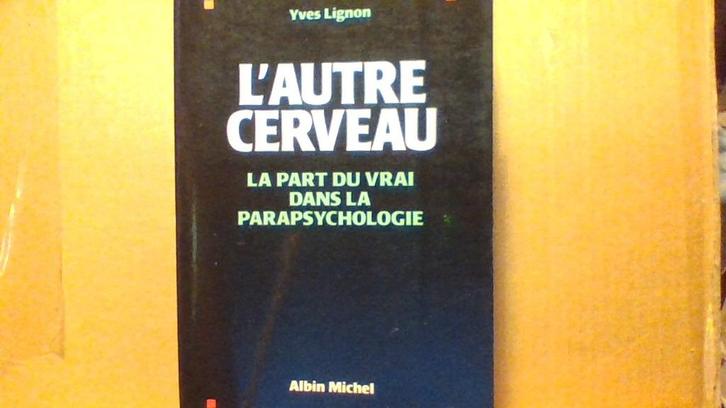 Yves Lignon
L'AUTRE
CERVEAU
LA PART DU VRAI
DANS LA
PARAPSYCHOLOGIE
Albin Michel